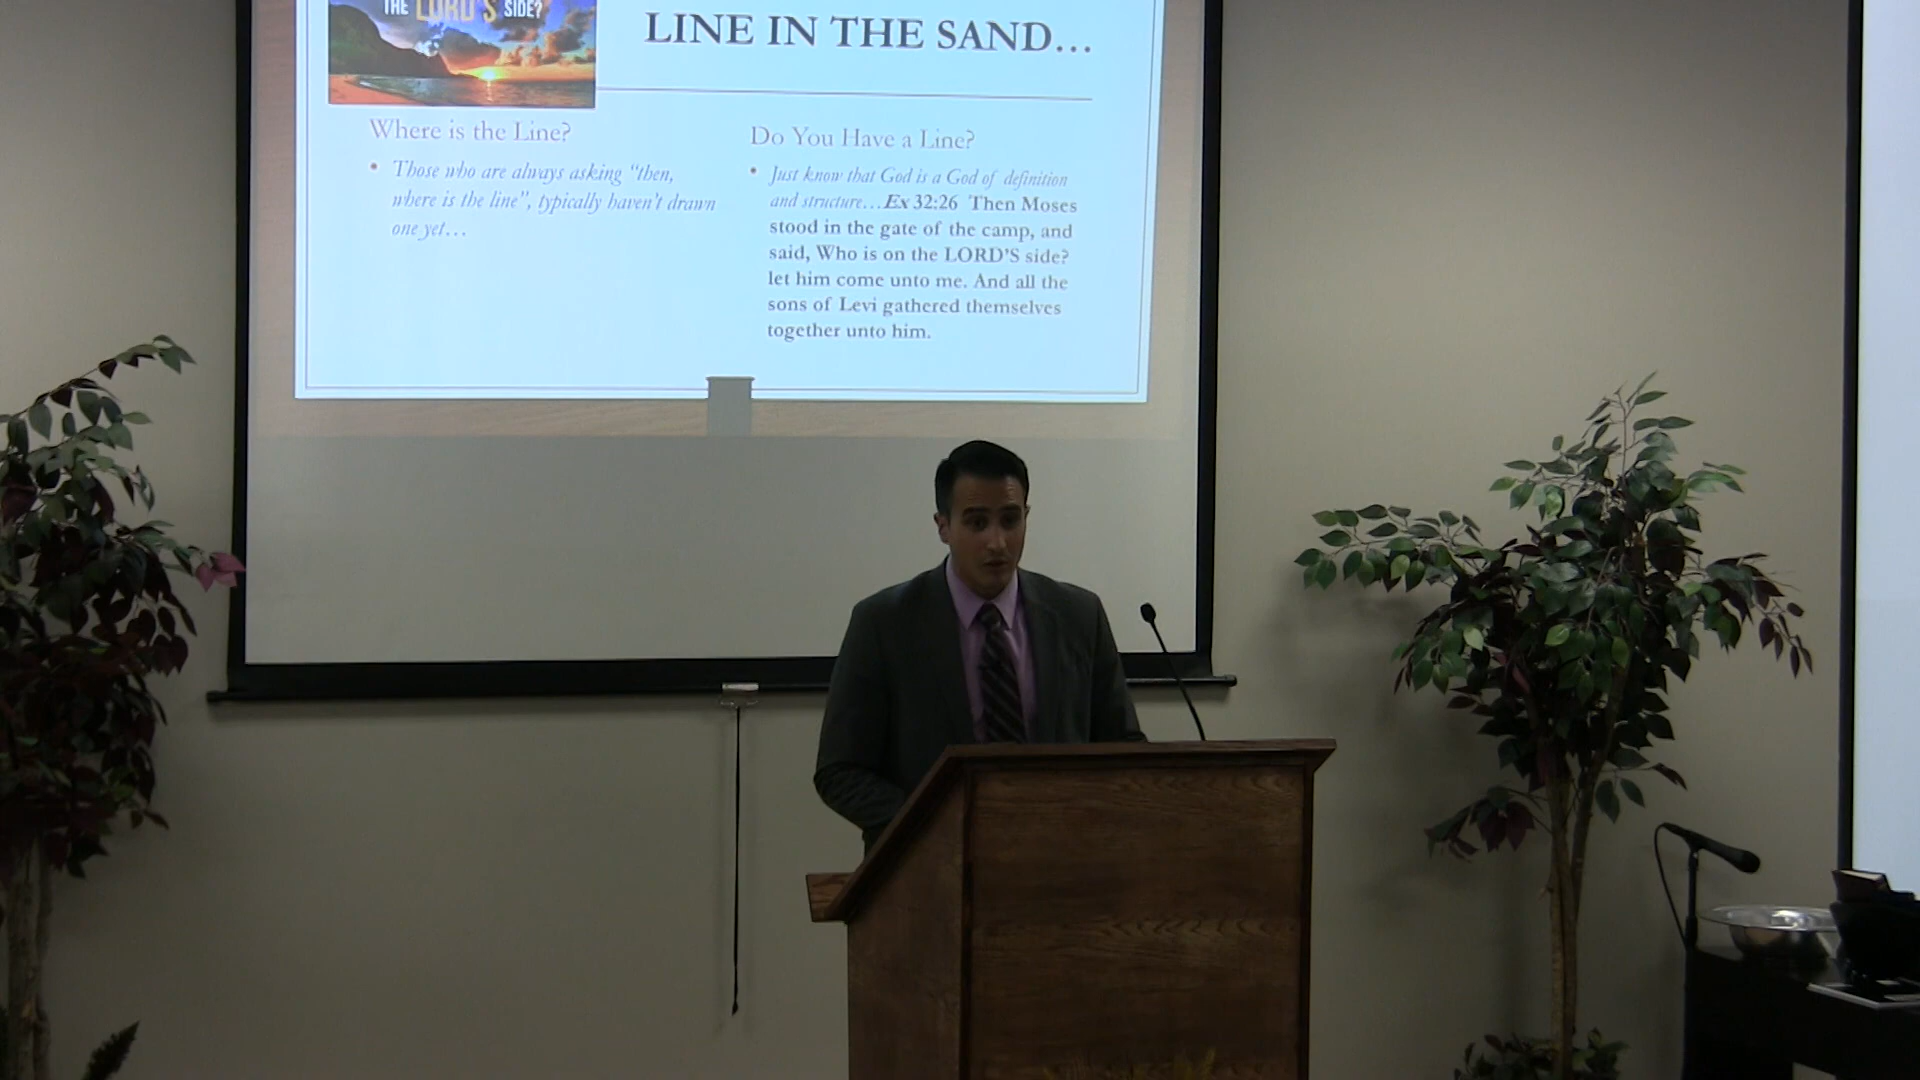 THE LORD'S SIDE?
LINE IN THE SAND…
Where is the Line?
• Those who are always asking "then,
where is the line", typically haven't drawn
one yet…
Do You Have a Line?
• Just know that God is a God of definition
and structure…Ex 32:26 Then Moses
stood in the gate of the camp, and
said, Who is on the LORD'S side?
let him come unto me. And all the
sons of Levi gathered themselves
together unto him.